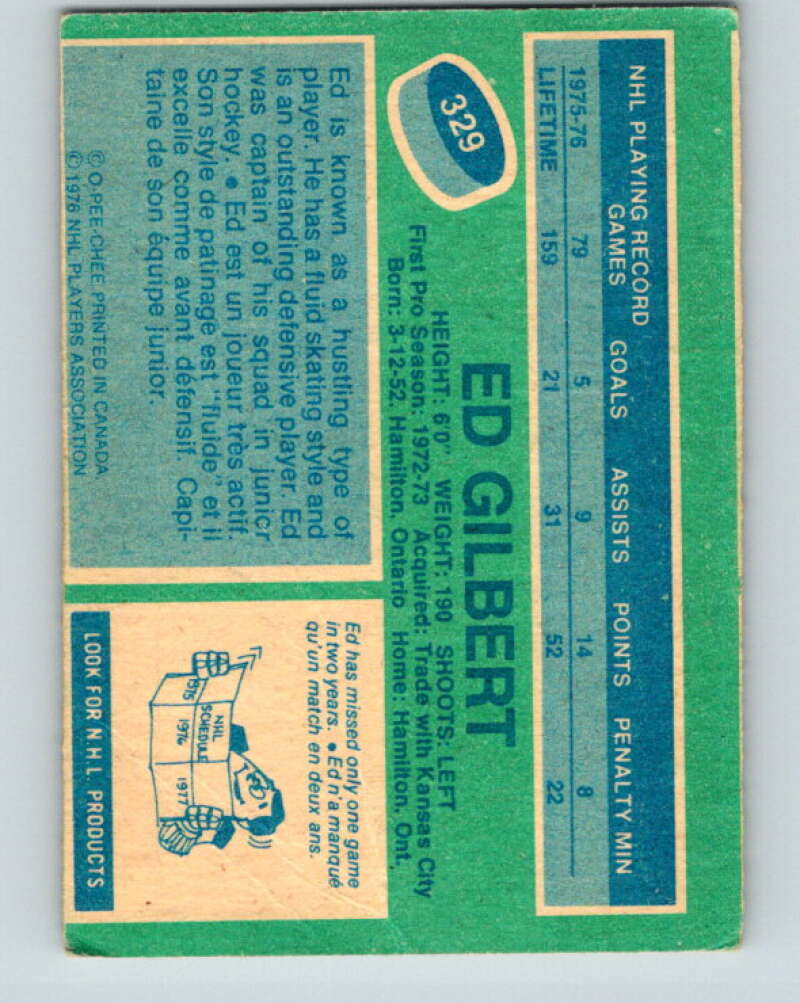 NHL PLAYING RECORD
GAMES GOALS ASSISTS POINTS PENALTY MIN
1975-76 79 5 9 14 8
LIFETIME 159 21 31 52 22
329
ED GILBERT
HEIGHT: 6'0" WEIGHT: 190 SHOOTS: LEFT
First Pro Season: 1972-73 Acquired: Trade with Kansas City
Born: 3-12-52, Hamilton, Ontario Home: Hamilton, Ont.
Ed is known as a hustling type of
player. He has a fluid skating style and
is an outstanding defensive player. Ed
was captain of his squad in junior
hockey. • Ed est un joueur très actif.
Son style de patinage est "fluide" et il
excelle comme avant défensif. Capi-
taine de son équipe junior.
© O-PEE-CHEE PRINTED IN CANADA
© 1976 NHL PLAYERS ASSOCIATION
Ed has missed only one game
in two years. • Ed n'a manqué
qu'un match en deux ans.
NHL
SCHEDULE
1975 1976 1977
LOOK FOR N.H.L. PRODUCTS